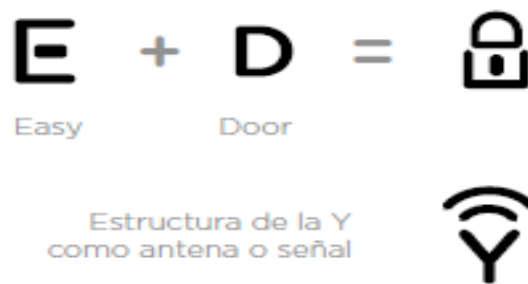 E + D =
Easy Door
Estructura de la Y
como antena o señal
Y